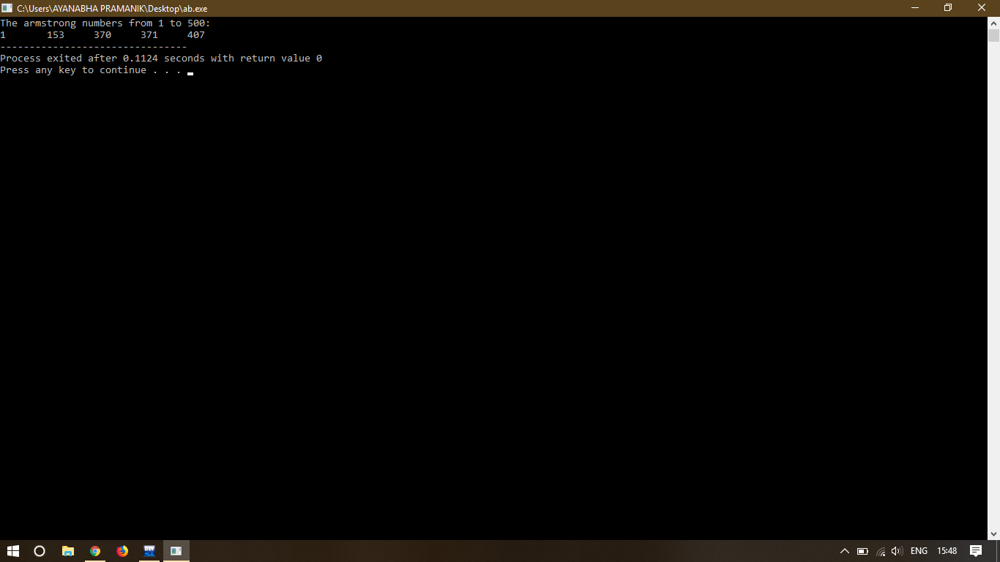 C:\Users\AYANABHA PRAMANIK\Desktop\ab.exe
The armstrong numbers from 1 to 500:
1       153     370     371     407
--------------------------------
Process exited after 0.1124 seconds with return value 0
Press any key to continue . . .
DEV
ENG
15:48